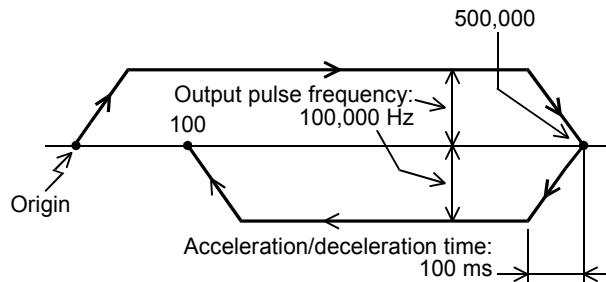 500,000
Output pulse frequency:
100,000 Hz
100
Origin
Acceleration/deceleration time:
100 ms